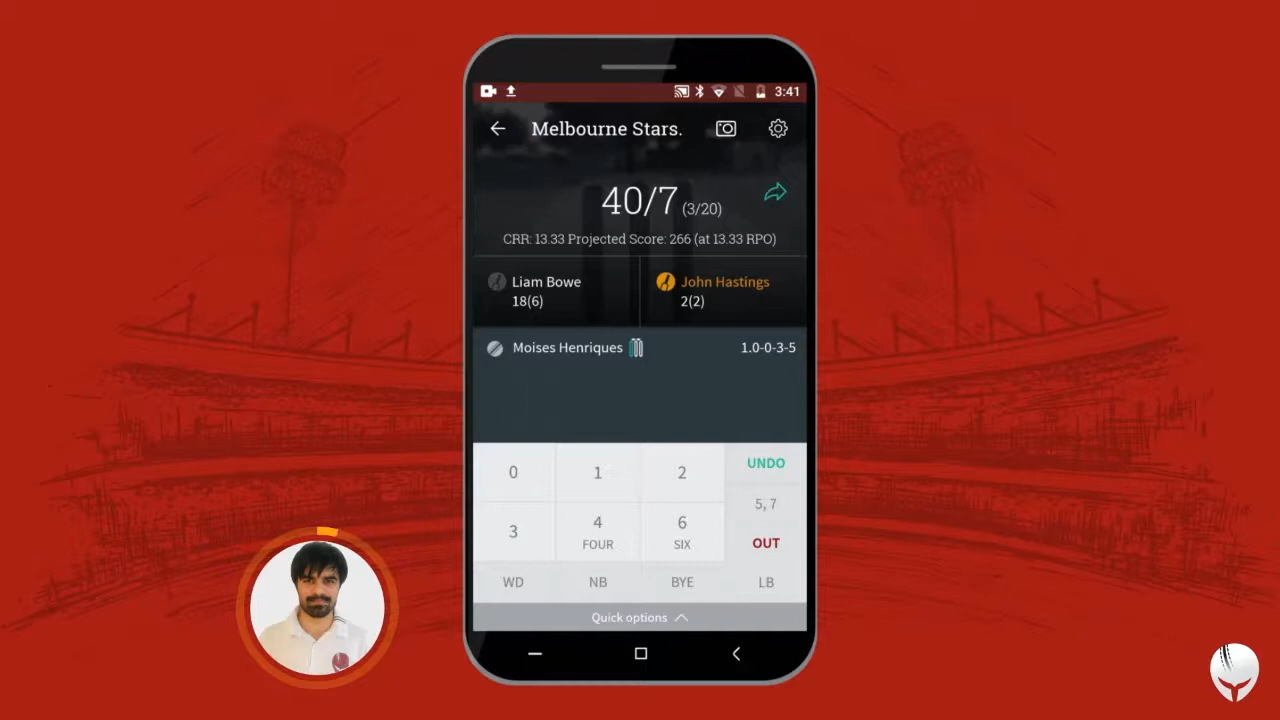 3:41
Melbourne Stars.
40/7 (3/20)
CRR: 13.33 Projected Score: 266 (at 13.33 RPO)
Liam Bowe
18(6)
John Hastings
2(2)
Moises Henriques
1.0-0-3-5
0 1 2 UNDO
5, 7
3 4 6
FOUR SIX OUT
WD NB BYE LB
Quick options